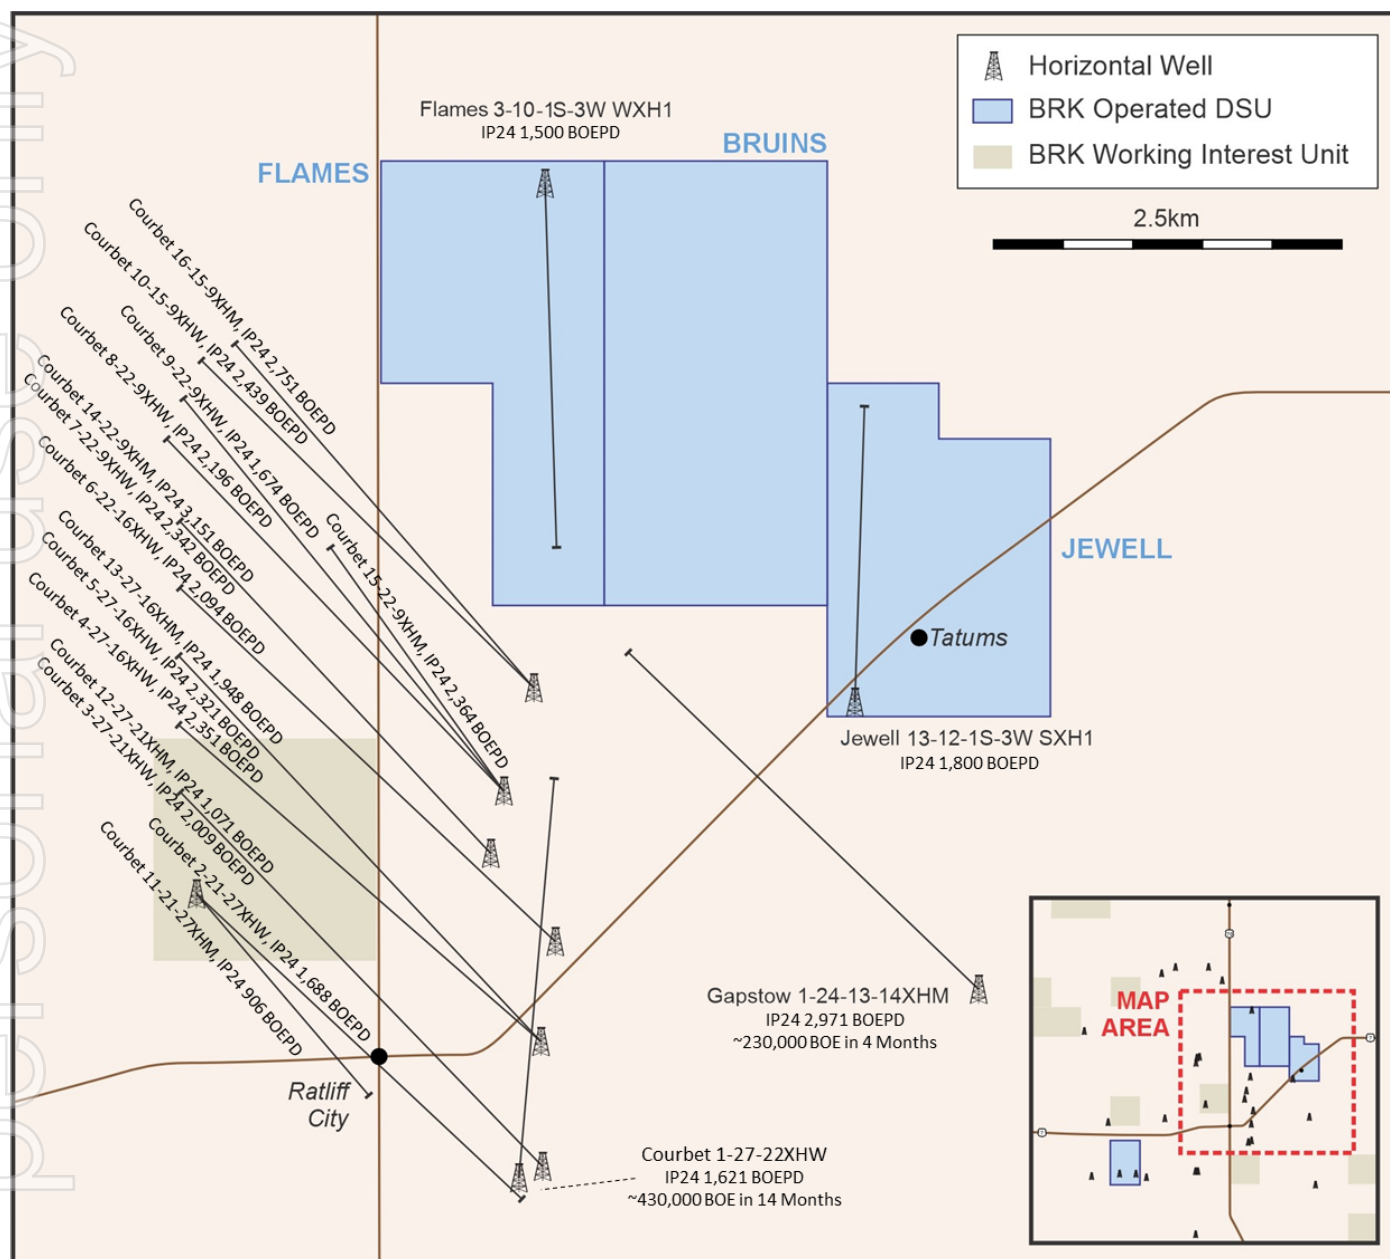 Horizontal Well
BRK Operated DSU
BRK Working Interest Unit
2.5km
Flames 3-10-1S-3W WXH1
IP24 1,500 BOEPD
BRUINS
FLAMES
Courbet 16-15-9XHM, IP24 2,751 BOEPD
Courbet 10-15-9XHW, IP24 2,439 BOEPD
Courbet 9-22-9XHW, IP24 1,674 BOEPD
Courbet 8-22-9XHW, IP24 2,196 BOEPD
Courbet 15-22-9XHM, IP24 2,364 BOEPD
Courbet 14-22-9XHM, IP24 3,151 BOEPD
Courbet 7-22-9XHW, IP24 2,342 BOEPD
Courbet 6-22-16XHW, IP24 2,094 BOEPD
Courbet 13-27-16XHM, IP24 1,948 BOEPD
Courbet 5-27-16XHW, IP24 2,321 BOEPD
Courbet 4-27-16XHW, IP24 2,351 BOEPD
Courbet 12-27-21XHM, IP24 1,071 BOEPD
Courbet 3-27-21XHW, IP24 2,009 BOEPD
Courbet 2-21-27XHW, IP24 1,688 BOEPD
Courbet 11-21-27XHM, IP24 906 BOEPD
JEWELL
Tatums
Jewell 13-12-1S-3W SXH1
IP24 1,800 BOEPD
Gapstow 1-24-13-14XHM
IP24 2,971 BOEPD
~230,000 BOE in 4 Months
Ratliff
City
Courbet 1-27-22XHW
IP24 1,621 BOEPD
~430,000 BOE in 14 Months
MAP
AREA